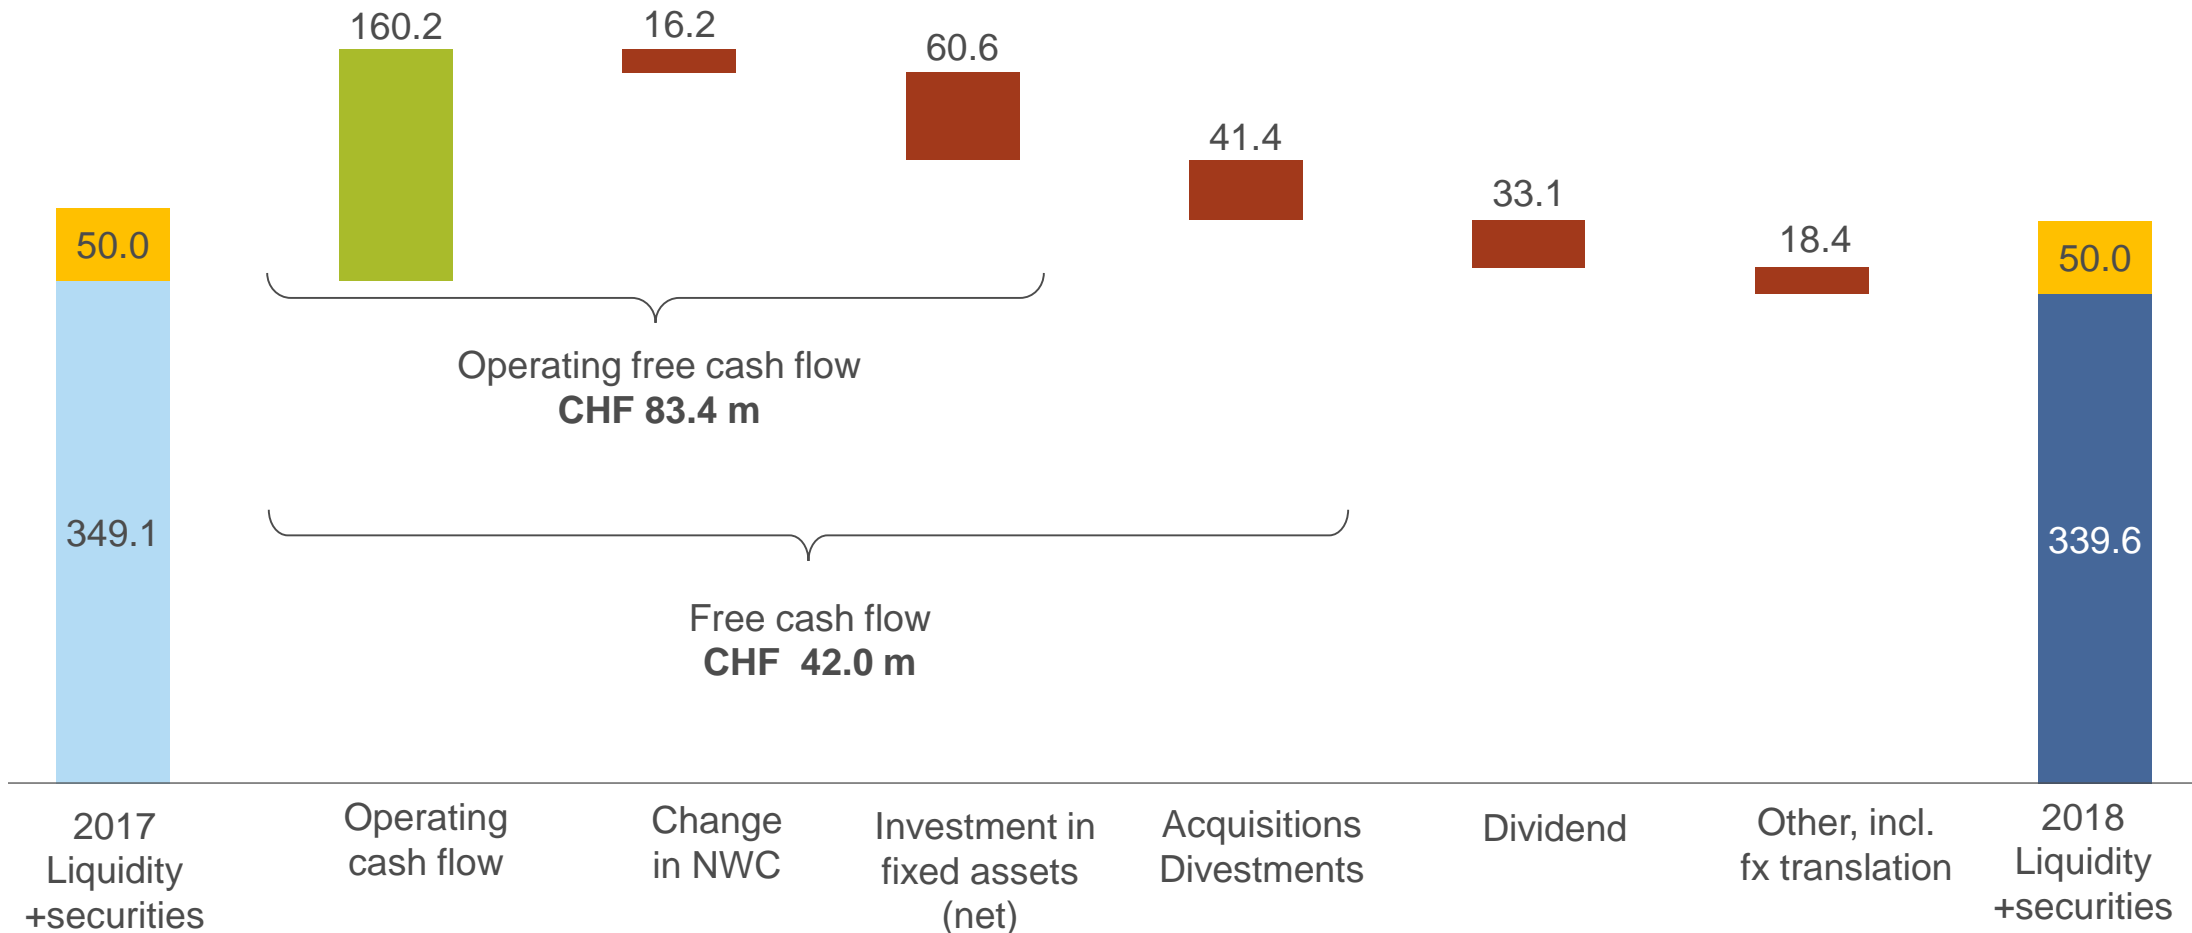 160.2
16.2
60.6
41.4
33.1
18.4
50.0
50.0
349.1
339.6
Operating free cash flow
CHF 83.4 m
Free cash flow
CHF  42.0 m
2017
Liquidity
+securities
Operating
cash flow
Change
in NWC
Investment in
fixed assets
(net)
Acquisitions
Divestments
Dividend
Other, incl.
fx translation
2018
Liquidity
+securities